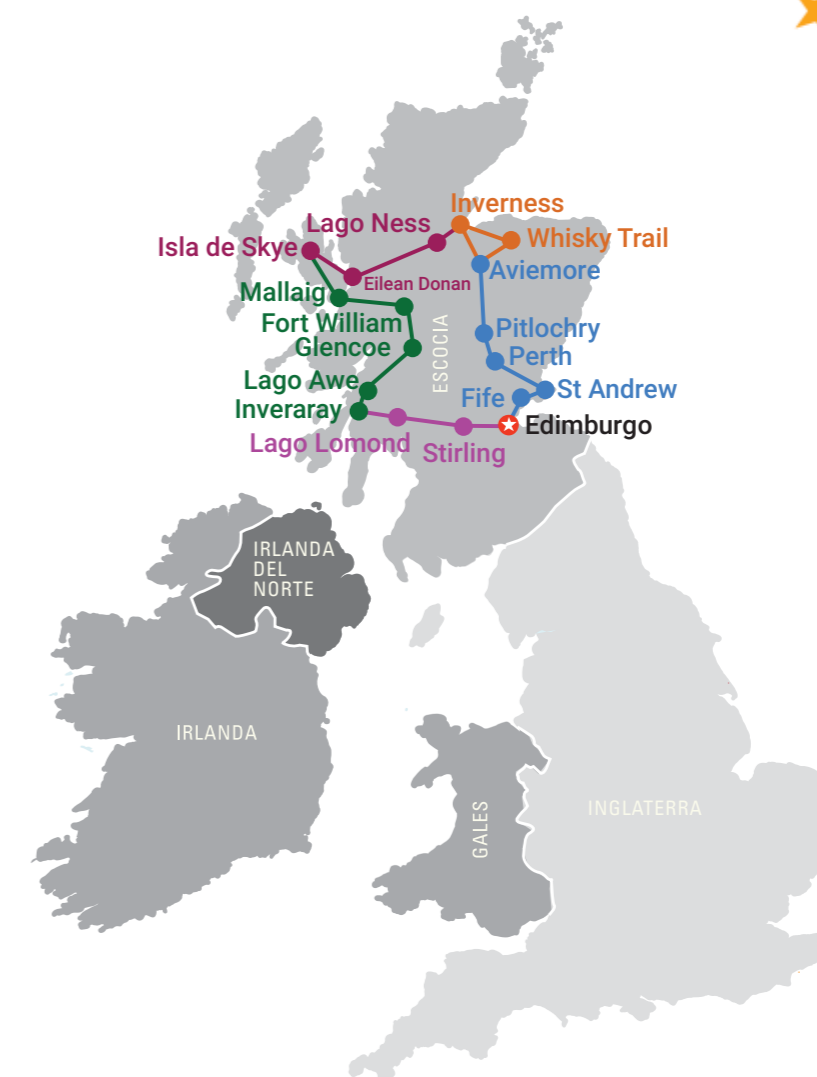 Inverness
Lago Ness
Whisky Trail
Isla de Skye
Aviemore
Eilean Donan
Mallaig
Fort William
Pitlochry
Glencoe
Perth
ESCOCIA
Lago Awe
St Andrew
Fife
Inveraray
Edimburgo
Lago Lomond
Stirling
IRLANDA
DEL
NORTE
IRLANDA
GALES
INGLATERRA